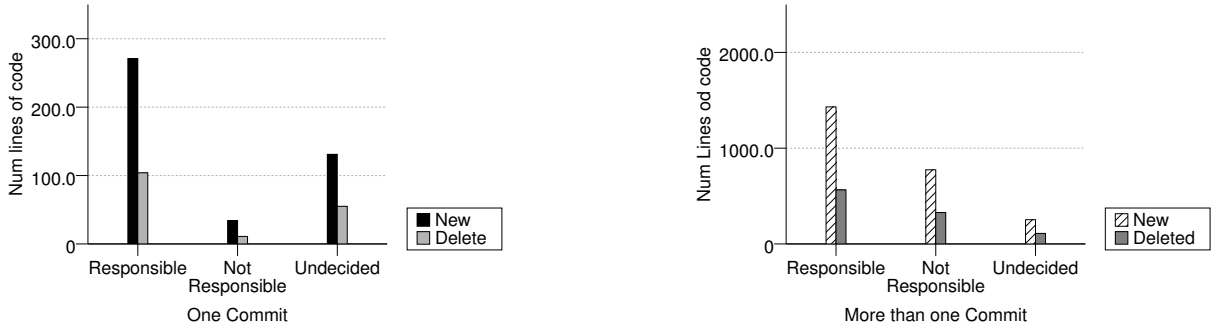 Num lines of code
300.0
200.0
100.0
0
Responsible
Not
Responsible
Undecided
One Commit
New
Delete
Num Lines od code
2000.0
1000.0
0
Responsible
Not
Responsible
Undecided
More than one Commit
New
Deleted